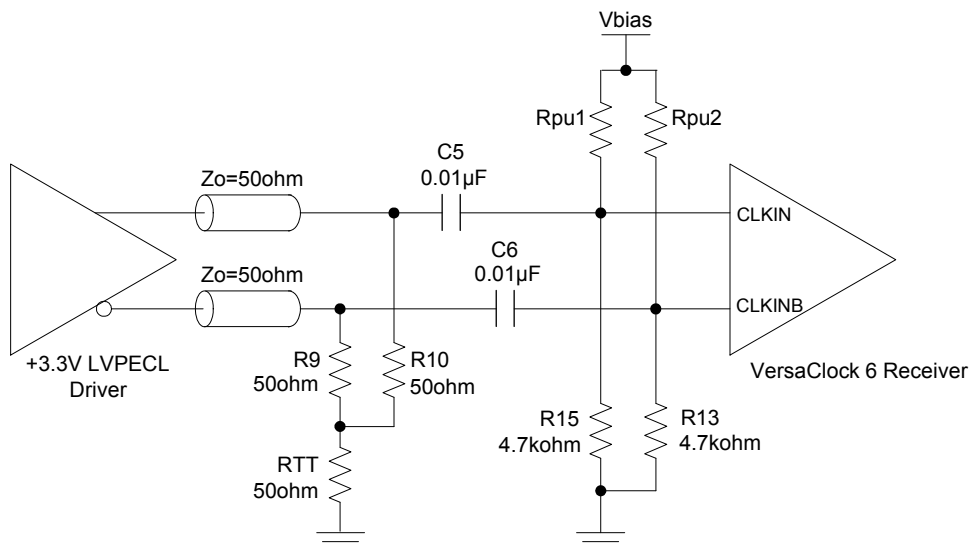 Vbias
Rpu1
Rpu2
C5
0.01µF
Zo=50ohm
CLKIN
C6
0.01µF
Zo=50ohm
CLKINB
+3.3V LVPECL
Driver
R9
50ohm
R10
50ohm
VersaClock 6 Receiver
R15
4.7kohm
R13
4.7kohm
RTT
50ohm